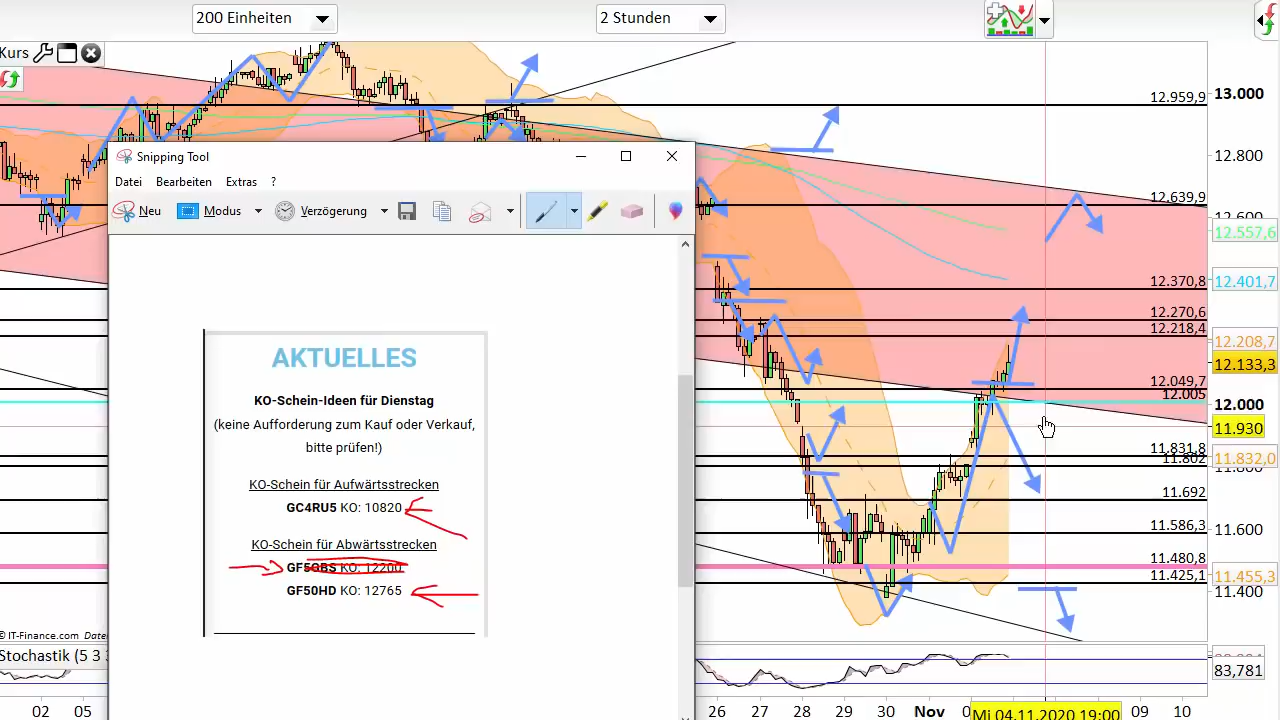 200 Einheiten
2 Stunden
Kurs
12.959,9
13.000
12.800
12.639,9
12.557,6
12.401,7
12.370,8
12.270,6
12.218,4
12.208,7
12.133,3
12.049,7
12.005
12.000
11.930
11.831,8
11.832,0
11.802
11.692
11.586,3
11.600
11.480,8
11.455,3
11.425,1
11.400
Snipping Tool
Datei Bearbeiten Extras ?
Neu Modus Verzögerung
AKTUELLES
KO-Schein-Ideen für Dienstag
(keine Aufforderung zum Kauf oder Verkauf,
bitte prüfen!)
KO-Schein für Aufwärtsstrecken
GC4RU5 KO: 10820
KO-Schein für Abwärtsstrecken
GF5GBS KO: 12200
GF50HD KO: 12765
© IT-Finance.com
Stochastik (5 3
83,781
02 05 26 27 28 29 30 Nov
Mi 04.11.2020 19:00
09 10